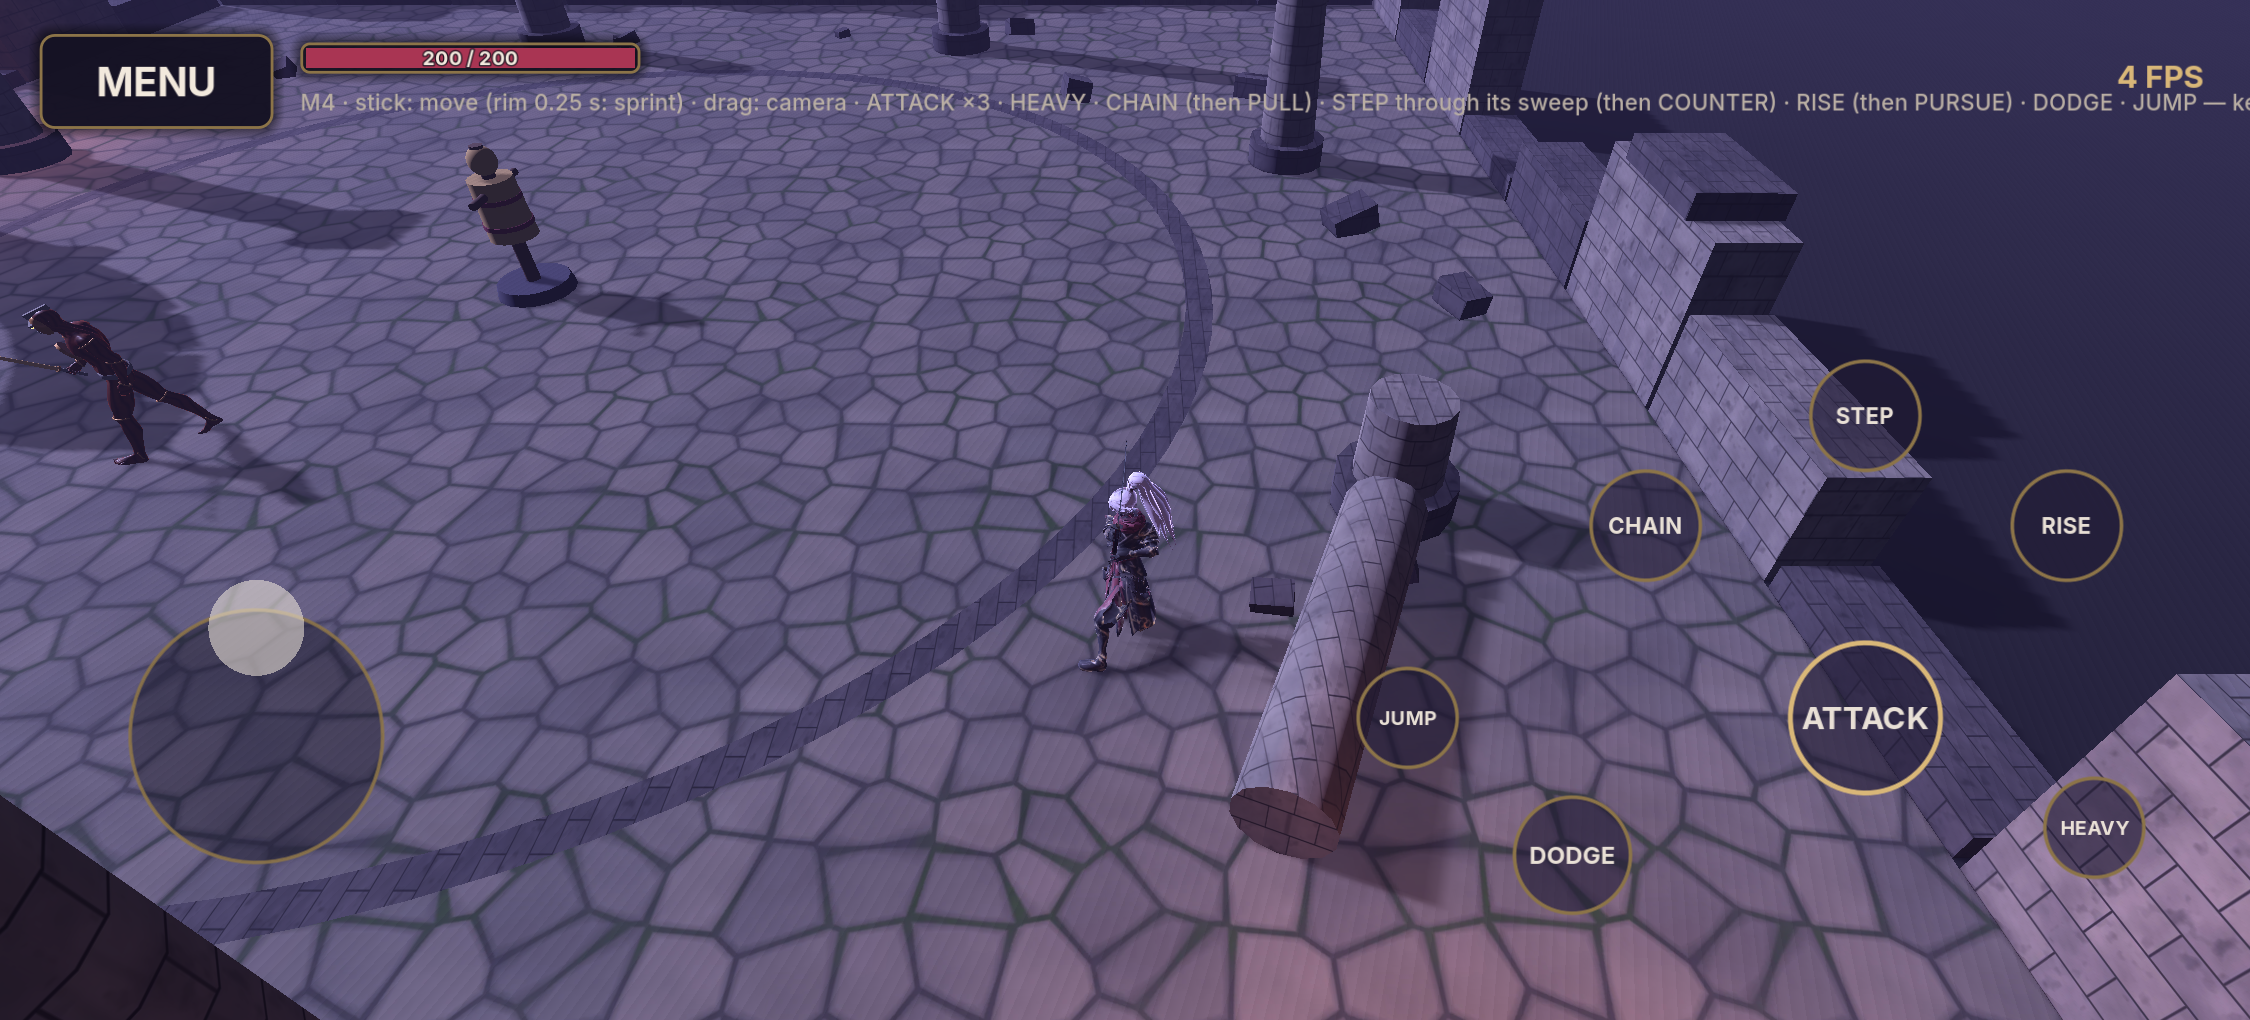 MENU
200 / 200
4 FPS
M4 · stick: move (rim 0.25 s: sprint) · drag: camera · ATTACK ×3 · HEAVY · CHAIN (then PULL) · STEP through its sweep (then COUNTER) · RISE (then PURSUE) · DODGE · JUMP —
STEP
CHAIN
RISE
JUMP
ATTACK
HEAVY
DODGE